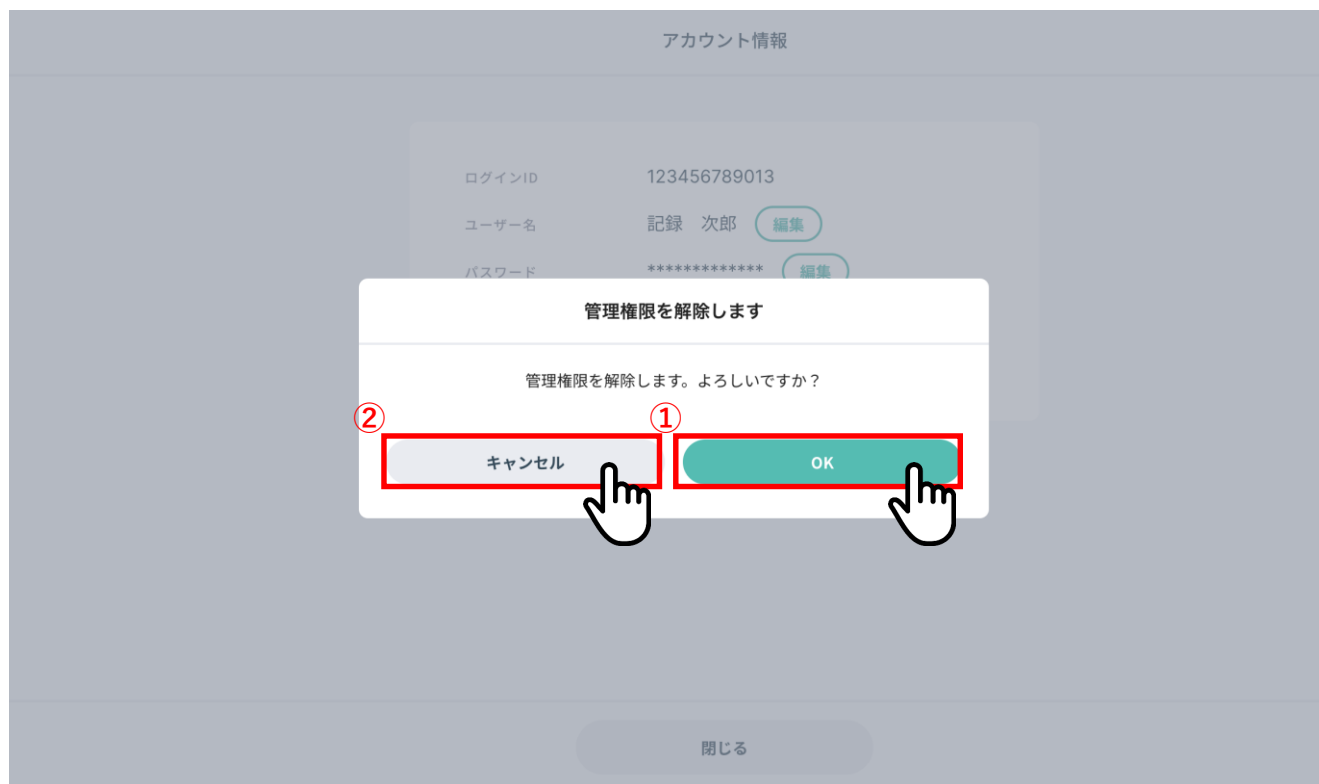 アカウント情報
ログインID 123456789013
ユーザー名 記録　次郎 編集
パスワード ************* 編集
管理権限を解除します
管理権限を解除します。よろしいですか？
② ①
キャンセル OK
閉じる